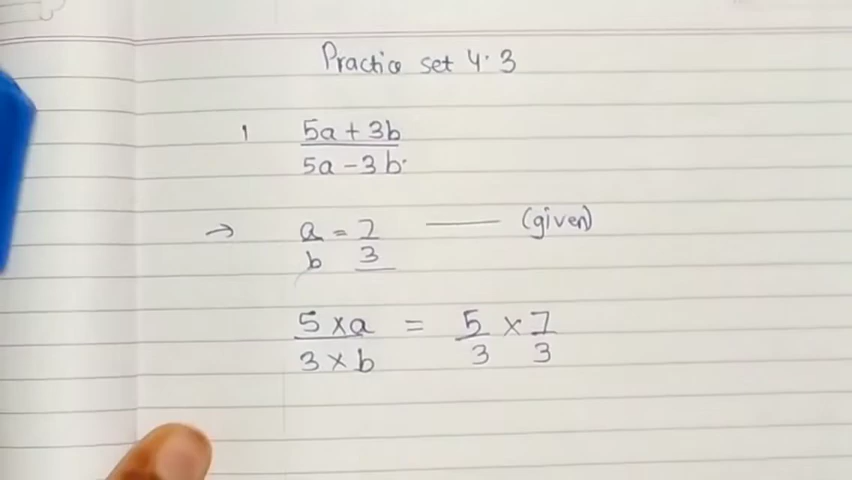 Practice set 4.3
1 5a + 3b
5a - 3b.
→ a = 7 —— (given)
b 3
5 × a = 5 × 7
3 × b 3 3